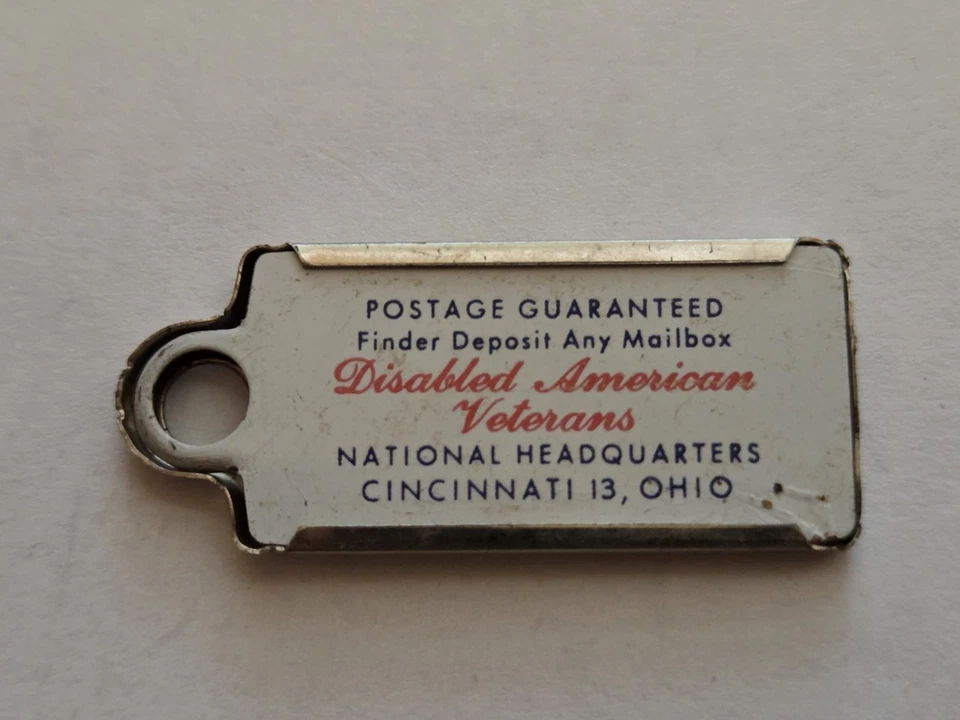 POSTAGE GUARANTEED
Finder Deposit Any Mailbox
Disabled American
Veterans
NATIONAL HEADQUARTERS
CINCINNATI 13, OHIO